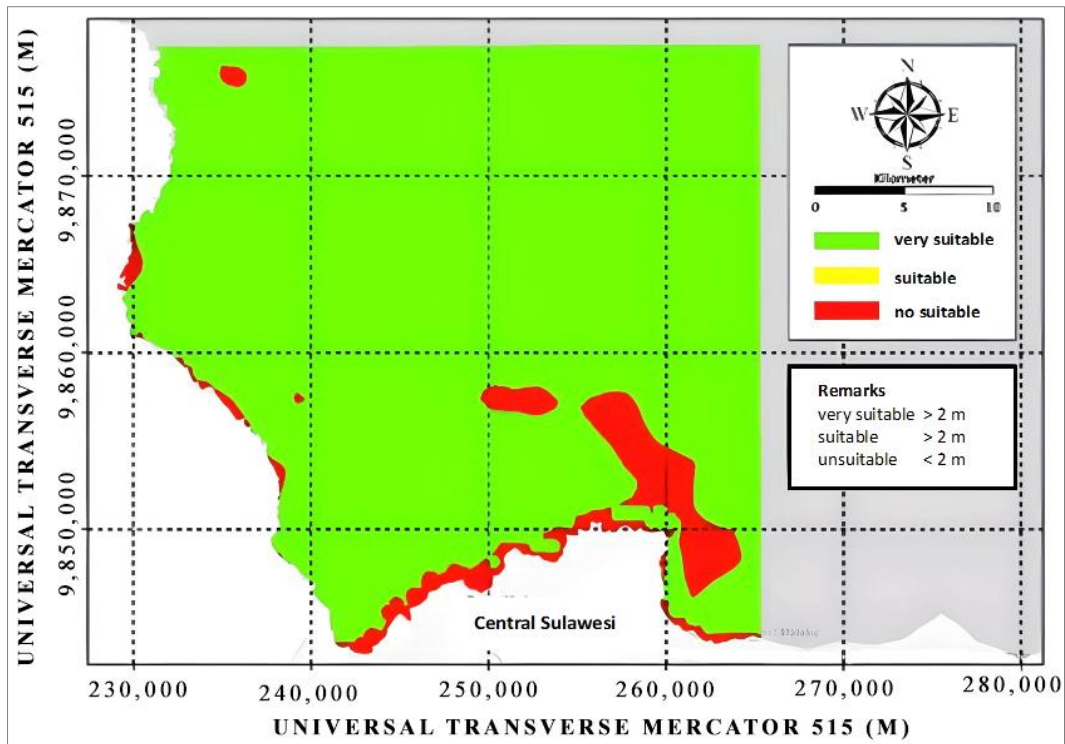 UNIVERSAL TRANSVERSE MERCATOR 515 (M)
9,870,000
9,860,000
9,850,000
N
W E
S
Kilometer
0 5 10
very suitable
suitable
no suitable
Remarks
very suitable > 2 m
suitable > 2 m
unsuitable < 2 m
Central Sulawesi
230,000 240,000 250,000 260,000 270,000 280,000
UNIVERSAL TRANSVERSE MERCATOR 515 (M)